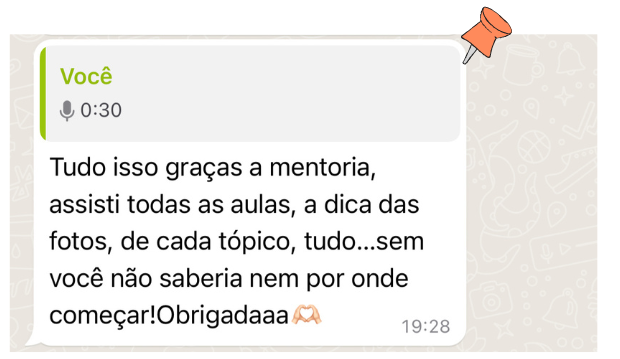 Você
0:30
Tudo isso graças a mentoria,
assisti todas as aulas, a dica das
fotos, de cada tópico, tudo...sem
você não saberia nem por onde
começar!Obrigadaaa🫶🏻
19:28